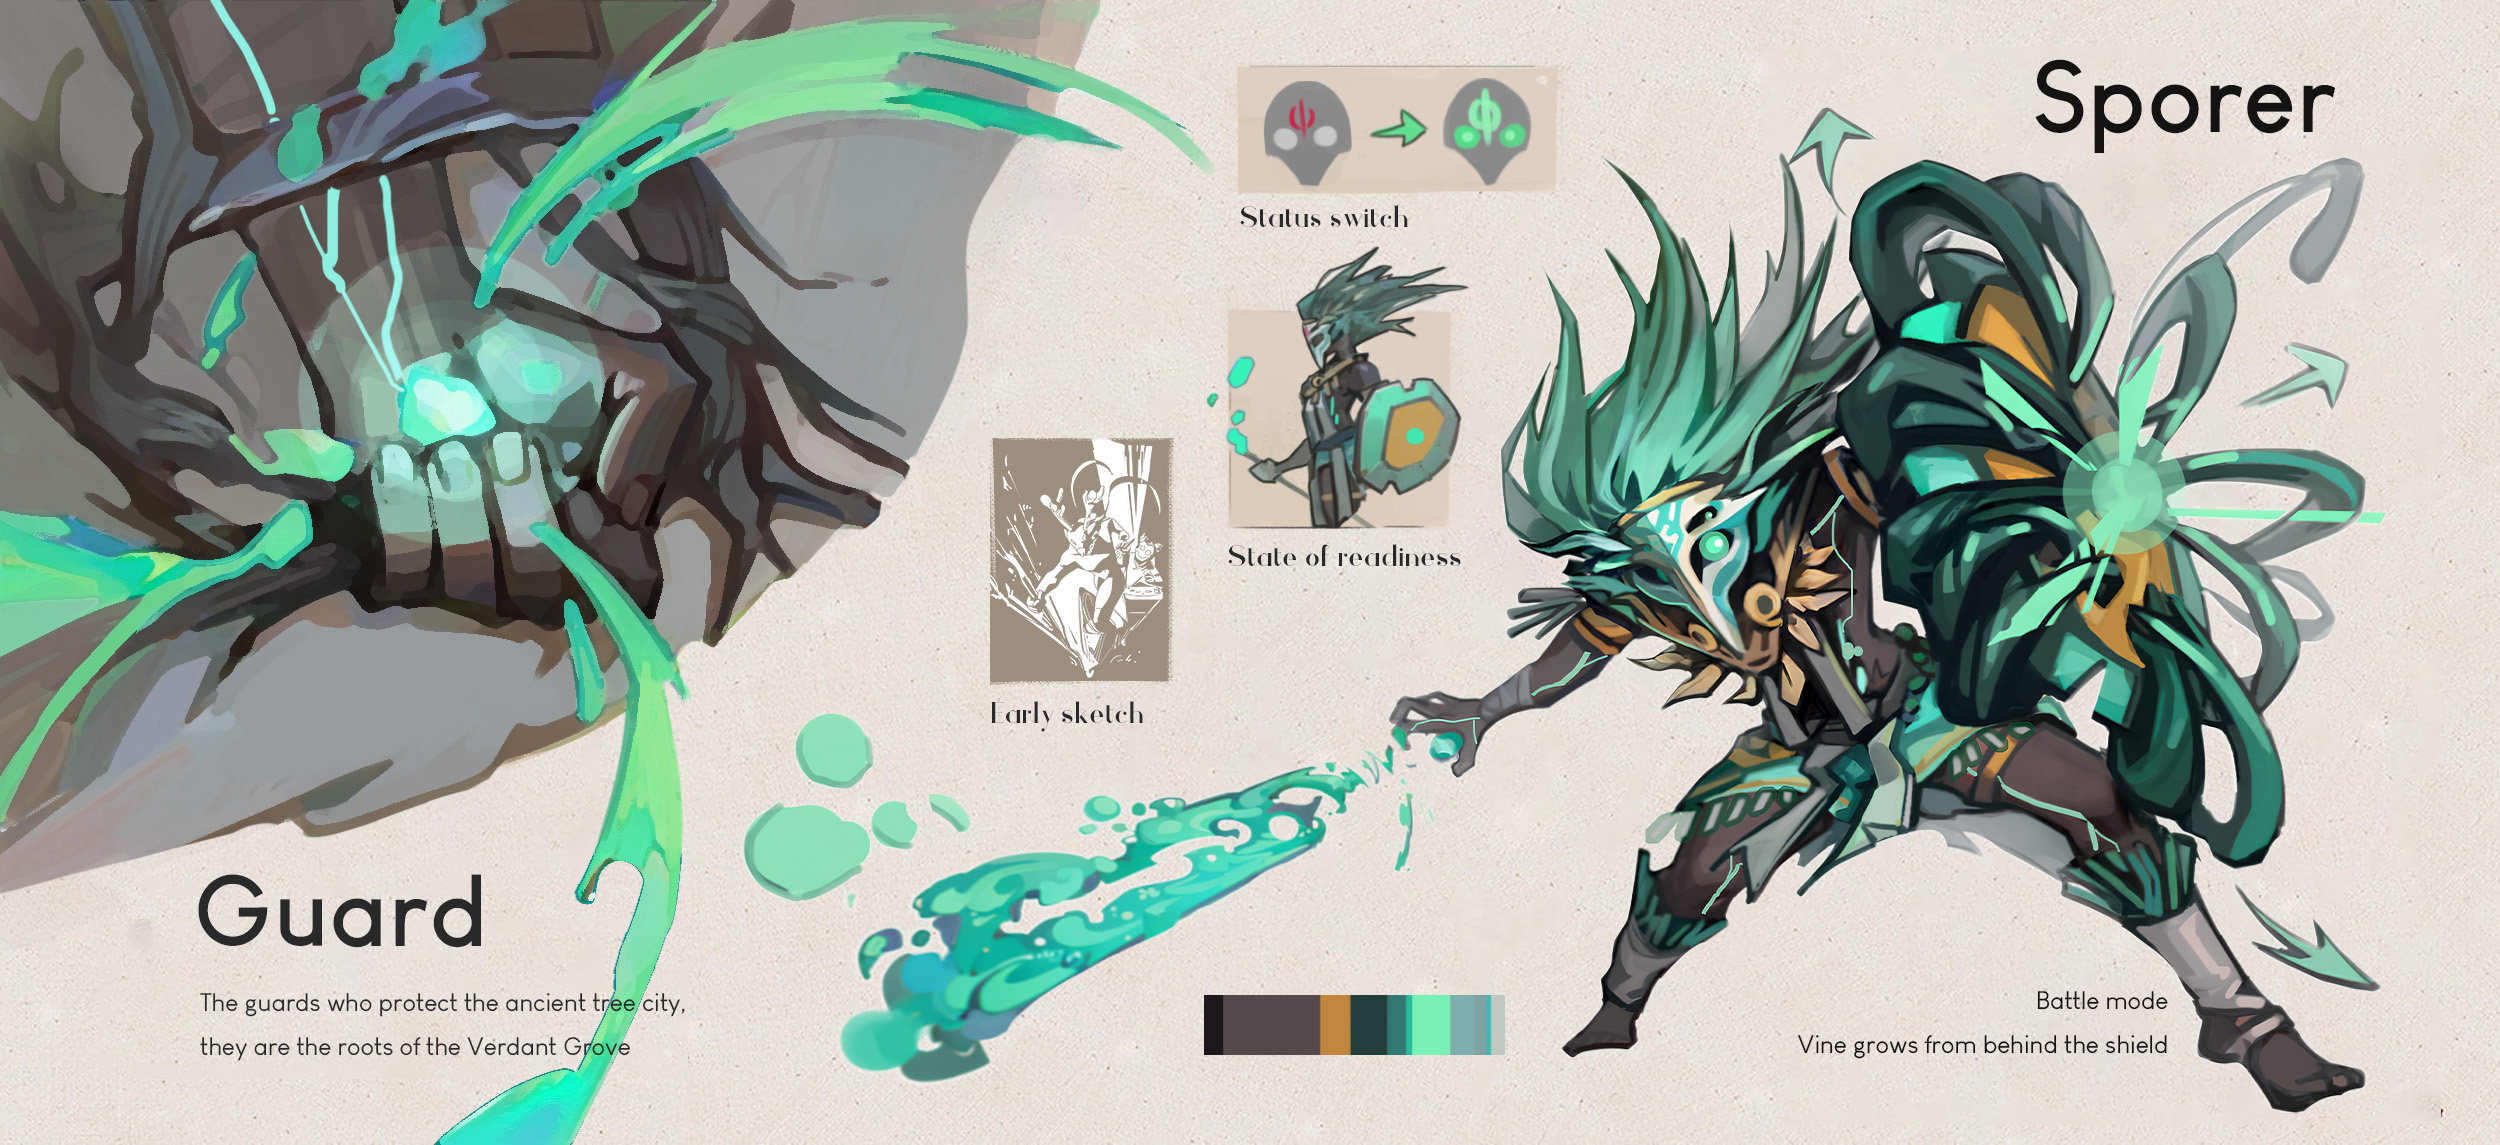 Sporer
Status switch
State of readiness
Early sketch
Guard
The guards who protect the ancient tree city,
they are the roots of the Verdant Grove
Battle mode
Vine grows from behind the shield